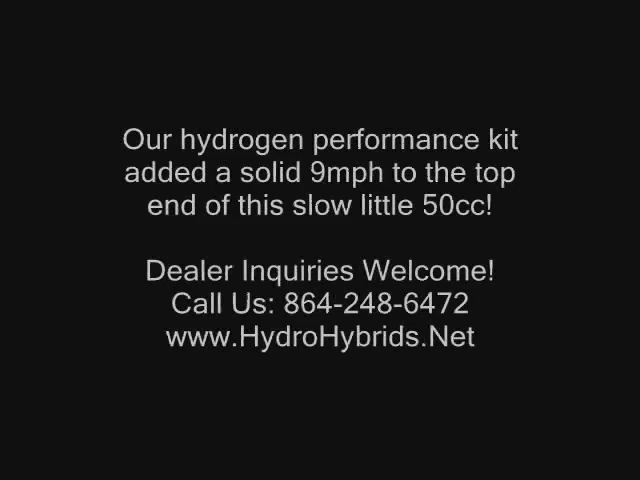 Our hydrogen performance kit
added a solid 9mph to the top
end of this slow little 50cc!
Dealer Inquiries Welcome!
Call Us: 864-248-6472
www.HydroHybrids.Net